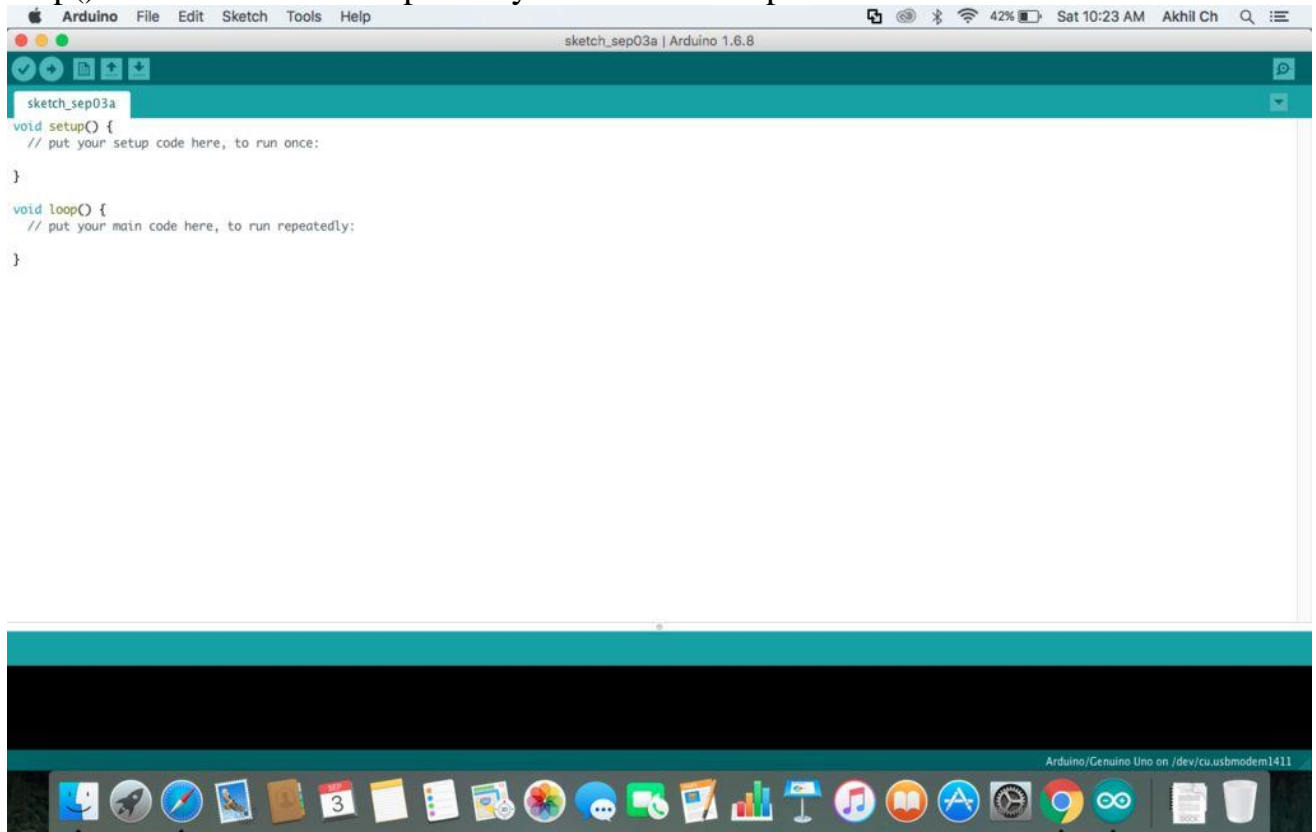 Arduino File Edit Sketch Tools Help 42% Sat 10:23 AM Akhil Ch
sketch_sep03a | Arduino 1.6.8
sketch_sep03a
void setup() {
  // put your setup code here, to run once:
}
void loop() {
  // put your main code here, to run repeatedly:
}
Arduino/Genuino Uno on /dev/cu.usbmodem1411
SEP
3